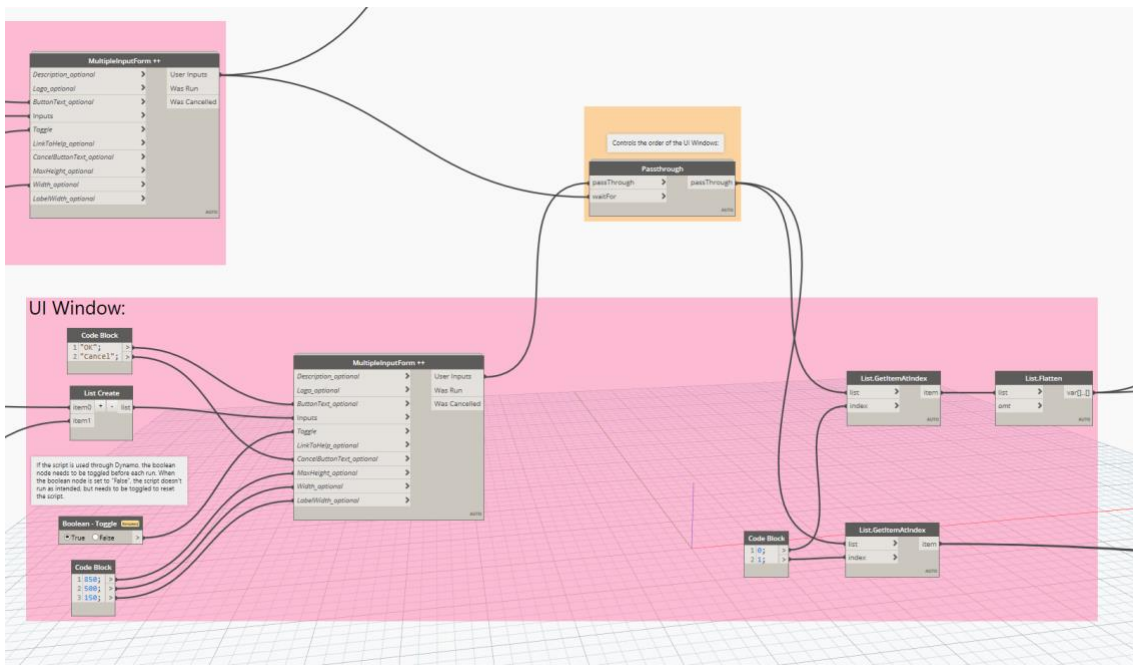 MultipleInputForm ++
Description_optional > User Inputs
Logo_optional > Was Run
ButtonText_optional > Was Cancelled
Inputs >
Toggle >
LinkToHelp_optional >
CancelButtonText_optional >
MaxHeight_optional >
Width_optional >
LabelWidth_optional >
AUTO
Controls the order of the UI Windows:
Passthrough
passThrough > passThrough
waitFor >
AUTO
UI Window:
Code Block
1 "OK"; >
2 "Cancel"; >
List Create
item0 + - list
item1
If the script is used through Dynamo, the boolean
node needs to be toggled before each run. When
the boolean node is set to "False", the script doesn't
run as intended, but needs to be toggled to reset
the script.
Boolean - Toggle
True False >
Code Block
1 850; >
2 500; >
3 150; >
MultipleInputForm ++
Description_optional > User Inputs
Logo_optional > Was Run
ButtonText_optional > Was Cancelled
Inputs >
Toggle >
LinkToHelp_optional >
CancelButtonText_optional >
MaxHeight_optional >
Width_optional >
LabelWidth_optional >
AUTO
List.GetItemAtIndex
list > item
index >
AUTO
List.Flatten
list > var[]..[]
amt >
AUTO
Code Block
1 0; >
2 1; >
List.GetItemAtIndex
list > item
index >
AUTO